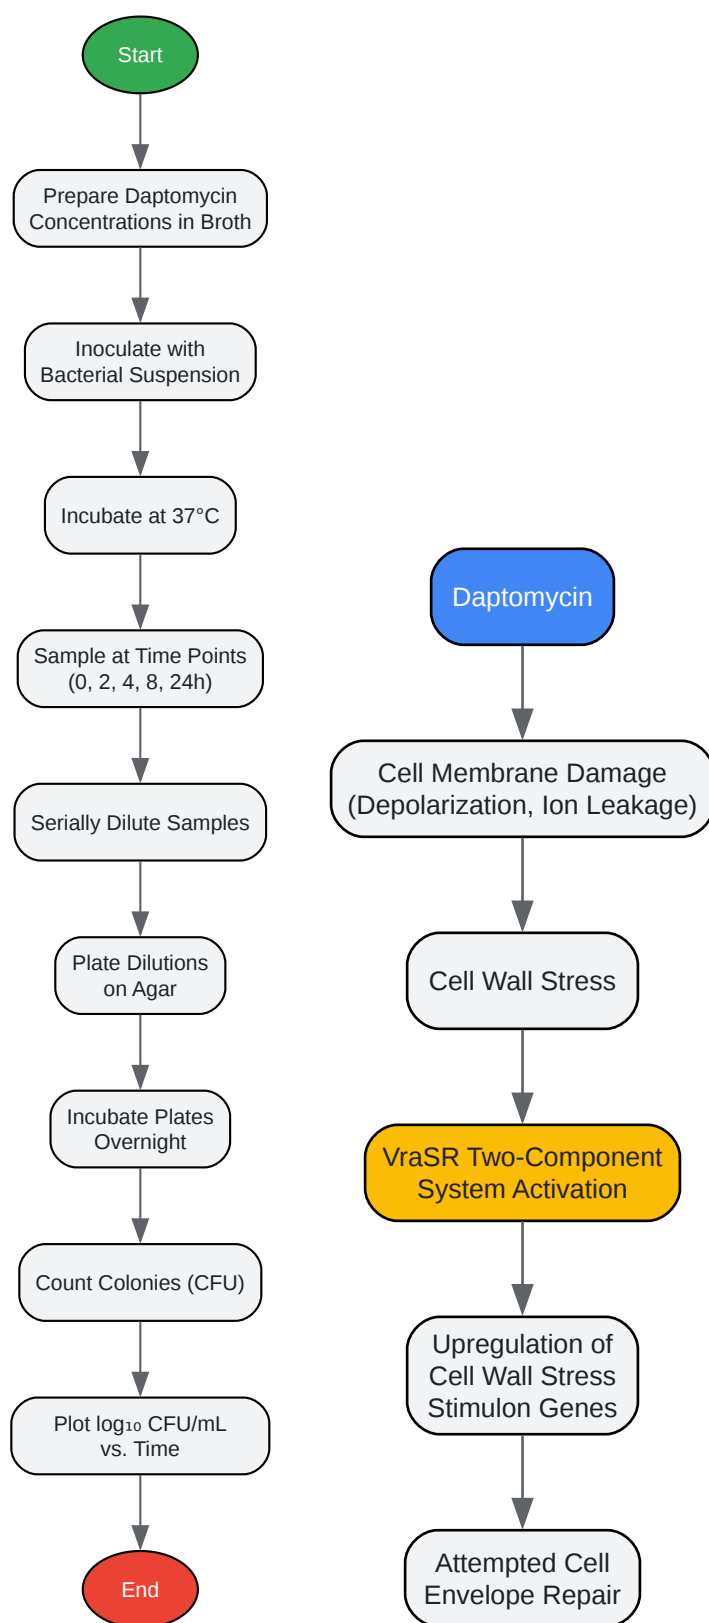 Start
Prepare Daptomycin
Concentrations in Broth
Inoculate with
Bacterial Suspension
Incubate at 37°C
Sample at Time Points
(0, 2, 4, 8, 24h)
Serially Dilute Samples
Plate Dilutions
on Agar
Incubate Plates
Overnight
Count Colonies (CFU)
Plot log₁₀ CFU/mL
vs. Time
End
Daptomycin
Cell Membrane Damage
(Depolarization, Ion Leakage)
Cell Wall Stress
VraSR Two-Component
System Activation
Upregulation of
Cell Wall Stress
Stimulon Genes
Attempted Cell
Envelope Repair